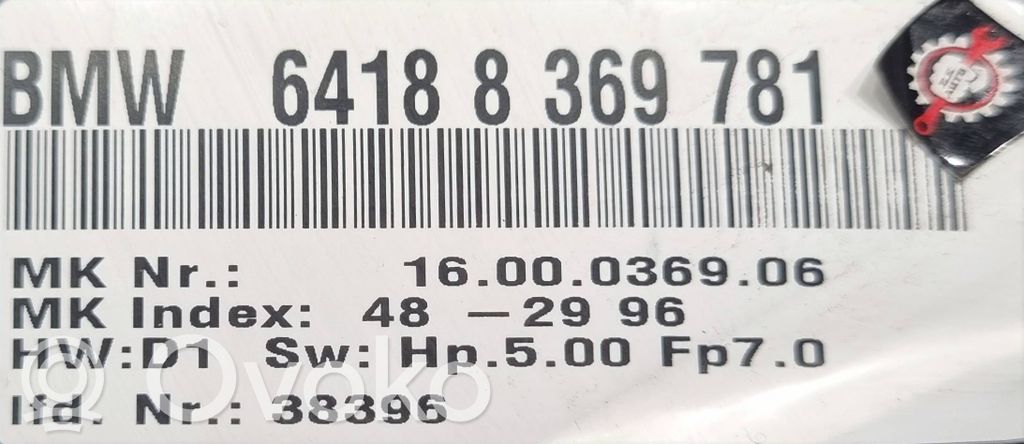 BMW 6418 8 369 781
MK Nr.: 16.00.0369.06
MK Index: 48 –29 96
HW:D1 Sw: Hp.5.00 Fp7.0
lfd. Nr.: 38396
Ovoko